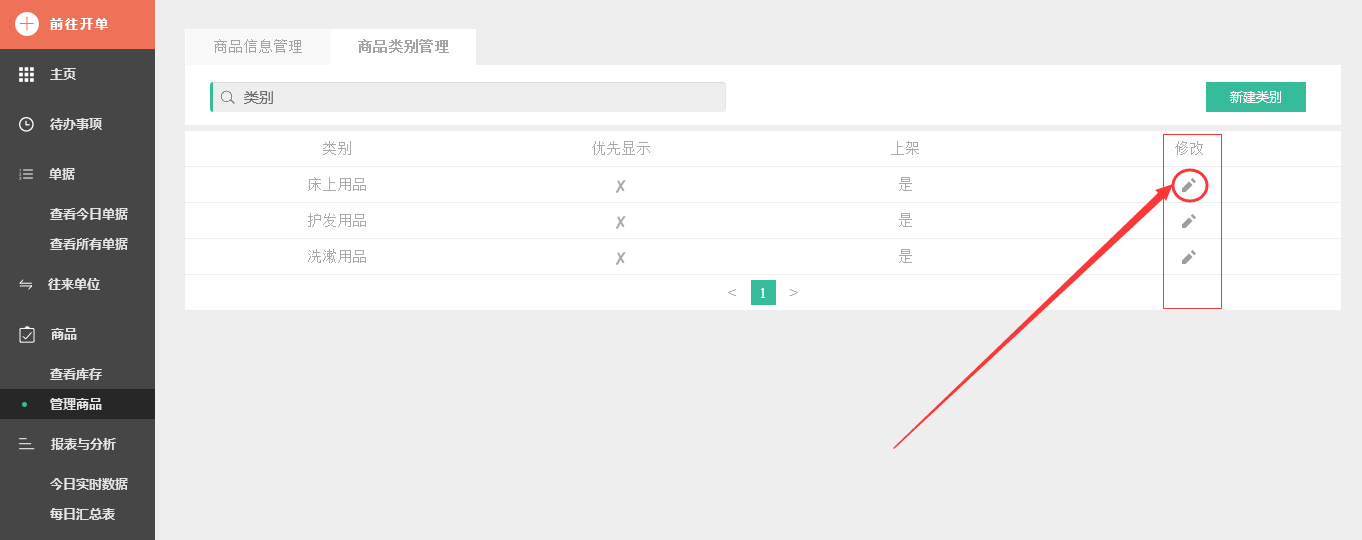 前往开单
主页
待办事项
单据
查看今日单据
查看所有单据
往来单位
商品
查看库存
管理商品
报表与分析
今日实时数据
每日汇总表
商品信息管理 商品类别管理
类别 新建类别
类别 优先显示 上架 修改
床上用品 ✗ 是
护发用品 ✗ 是
洗漱用品 ✗ 是
< 1 >